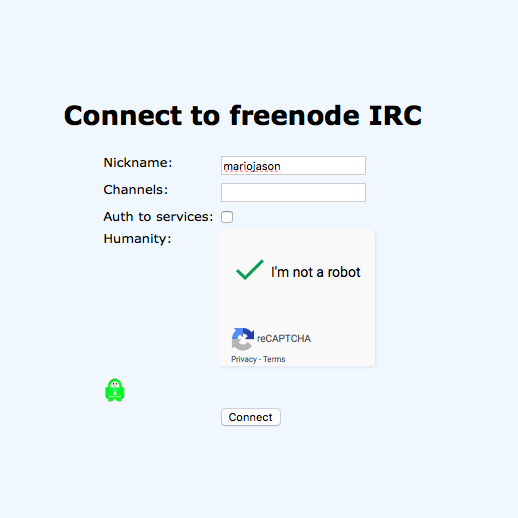 Connect to freenode IRC
Nickname: mariojason
Channels:
Auth to services:
Humanity:
I'm not a robot
reCAPTCHA
Privacy - Terms
Connect